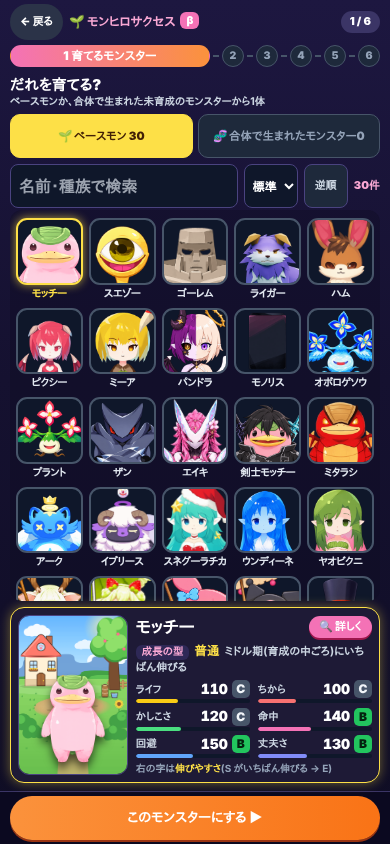 ← 戻る
🌱 モンヒロサクセス β
1 / 6
1 育てるモンスター
2
3
4
5
6
だれを育てる?
ベースモンか、合体で生まれた未育成のモンスターから1体
🌱 ベースモン 30
🧬 合体で生まれたモンスター0
名前・種族で検索
標準
逆順
30件
モッチー
スエゾー
ゴーレム
ライガー
ハム
ピクシー
ミーア
パンドラ
モノリス
オボロゲソウ
プラント
ザン
エイキ
剣士モッチー
ミタラシ
アーク
イブリース
スネグーラチカ
ウンディーネ
ヤオビクニ
モッチー
🔍 詳しく
成長の型 普通 ミドル期(育成の中ごろ)にいち
ばん伸びる
ライフ 110 C
ちから 100 C
かしこさ 120 C
命中 140 B
回避 150 B
丈夫さ 130 B
右の字は伸びやすさ(S がいちばん伸びる → E)
このモンスターにする ▶